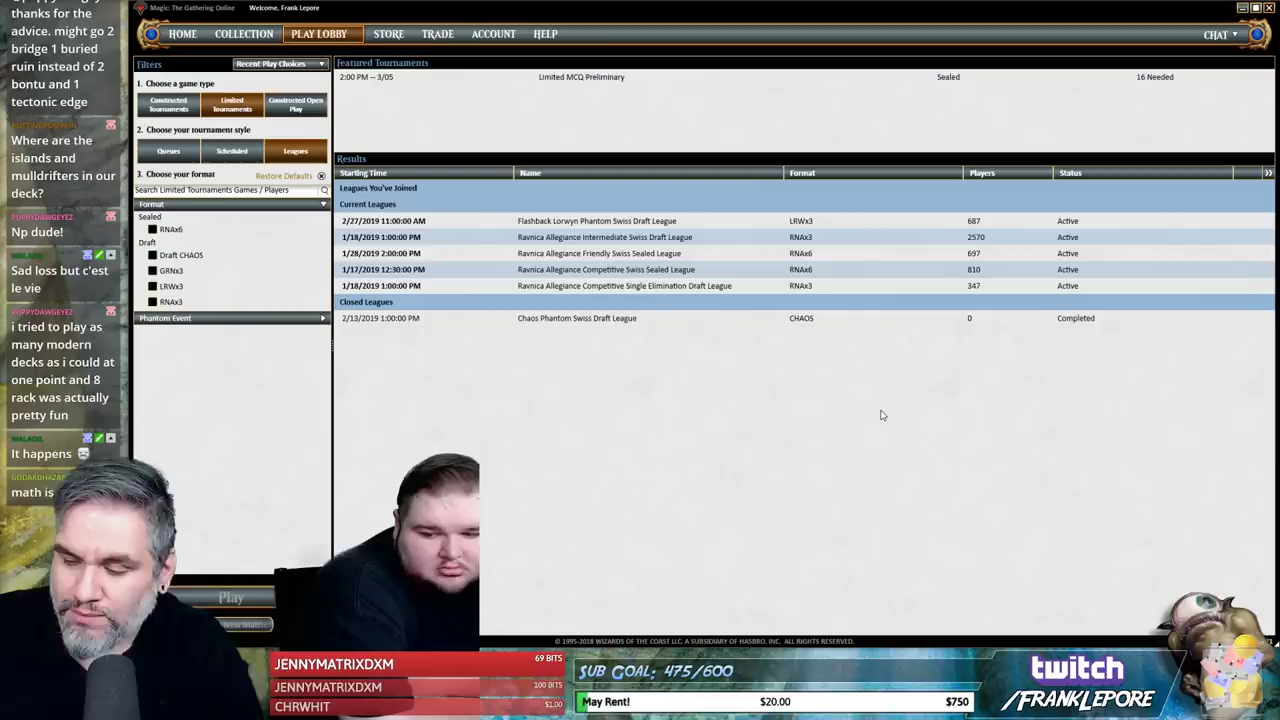 Magic: The Gathering Online Welcome, Frank Lepore
HOME COLLECTION PLAY LOBBY STORE TRADE ACCOUNT HELP CHAT
thanks for the
advice. might go 2
bridge 1 buried
ruin instead of 2
bontu and 1
tectonic edge
ROTTINGPUMPKIN
Where are the
islands and
mulldrifters in our
deck?
PUPPYDAWGEYEZ
Np dude!
WALADIL
Sad loss but c'est
le vie
PUPPYDAWGEYEZ
i tried to play as
many modern
decks as i could at
one point and 8
rack was actually
pretty fun
WALADIL
It happens
math is
Filters Recent Play Choices
1. Choose a game type
Constructed Tournaments
Limited Tournaments
Constructed Open Play
2. Choose your tournament style
Queues Scheduled Leagues
3. Choose your format Restore Defaults
Search Limited Tournaments Games / Players
Format
Sealed
RNAx6
Draft
Draft CHAOS
GRNx3
LRWx3
RNAx3
Phantom Event
Play
Featured Tournaments
2:00 PM -- 3/05 Limited MCQ Preliminary Sealed 16 Needed
Results
Starting Time Name Format Players Status
Leagues You've Joined
Current Leagues
2/27/2019 11:00:00 AM Flashback Lorwyn Phantom Swiss Draft League LRWx3 687 Active
1/18/2019 1:00:00 PM Ravnica Allegiance Intermediate Swiss Draft League RNAx3 2570 Active
1/28/2019 2:00:00 PM Ravnica Allegiance Friendly Swiss Sealed League RNAx6 697 Active
1/17/2019 12:30:00 PM Ravnica Allegiance Competitive Swiss Sealed League RNAx6 810 Active
1/18/2019 1:00:00 PM Ravnica Allegiance Competitive Single Elimination Draft League RNAx3 347 Active
Closed Leagues
2/13/2019 1:00:00 PM Chaos Phantom Swiss Draft League CHAOS 0 Completed
© 1995-2018 WIZARDS OF THE COAST LLC, A SUBSIDIARY OF HASBRO, INC. ALL RIGHTS RESERVED.
JENNYMATRIXDXM 69 BITS
JENNYMATRIXDXM 100 BITS
CHRWHIT $1.00
SUB GOAL: 475/600
May Rent! $20.00 $750
twitch
/FRANKLEPORE